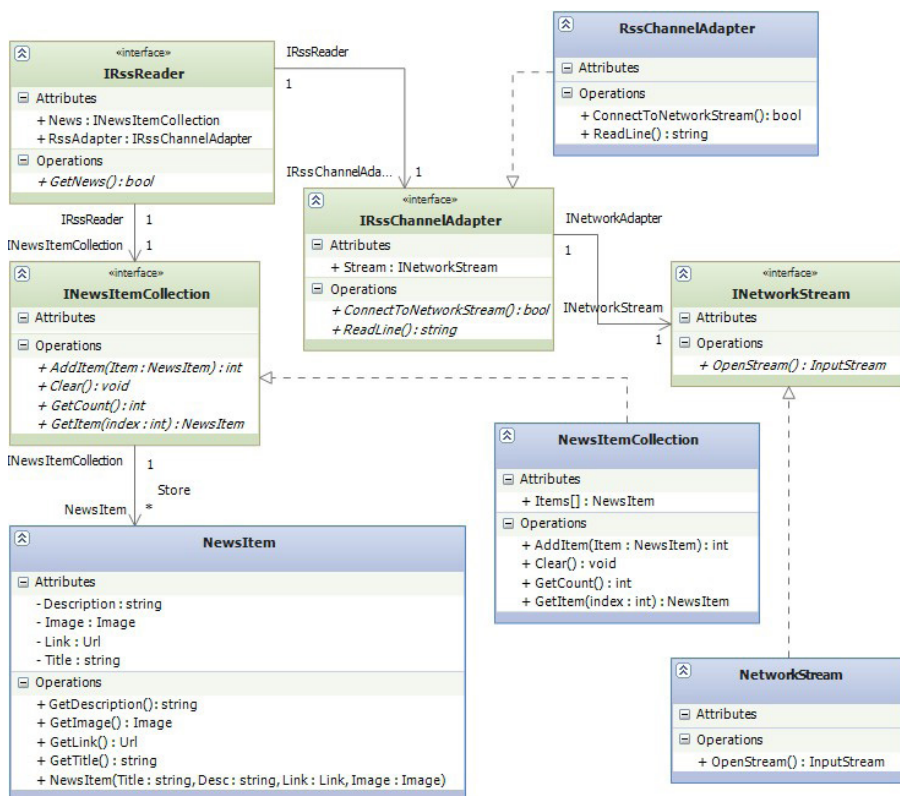 «interface»
IRssReader
Attributes
+ News : INewsItemCollection
+ RssAdapter : IRssChannelAdapter
Operations
+ GetNews() : bool
IRssReader
1
IRssChannelAda...
1
RssChannelAdapter
Attributes
Operations
+ ConnectToNetworkStream() : bool
+ ReadLine() : string
IRssReader
1
INewsItemCollection
1
«interface»
IRssChannelAdapter
Attributes
+ Stream : INetworkStream
Operations
+ ConnectToNetworkStream() : bool
+ ReadLine() : string
INetworkAdapter
1
INetworkStream
1
«interface»
INewsItemCollection
Attributes
Operations
+ AddItem(Item : NewsItem) : int
+ Clear() : void
+ GetCount() : int
+ GetItem(index : int) : NewsItem
«interface»
INetworkStream
Attributes
Operations
+ OpenStream() : InputStream
INewsItemCollection
1
Store
NewsItem
*
NewsItemCollection
Attributes
+ Items[] : NewsItem
Operations
+ AddItem(Item : NewsItem) : int
+ Clear() : void
+ GetCount() : int
+ GetItem(index : int) : NewsItem
NewsItem
Attributes
- Description : string
- Image : Image
- Link : Url
- Title : string
Operations
+ GetDescription() : string
+ GetImage() : Image
+ GetLink() : Url
+ GetTitle() : string
+ NewsItem(Title : string, Desc : string, Link : Link, Image : Image)
NetworkStream
Attributes
Operations
+ OpenStream() : InputStream